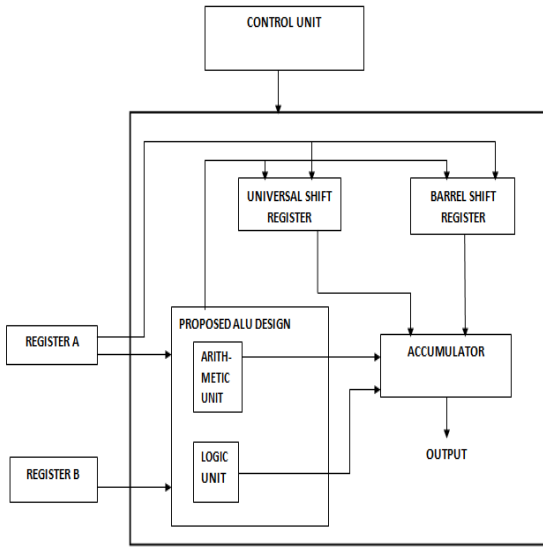 CONTROL UNIT
UNIVERSAL SHIFT
REGISTER
BARREL SHIFT
REGISTER
REGISTER A
PROPOSED ALU DESIGN
ARITH-
METIC
UNIT
ACCUMULATOR
LOGIC
UNIT
OUTPUT
REGISTER B